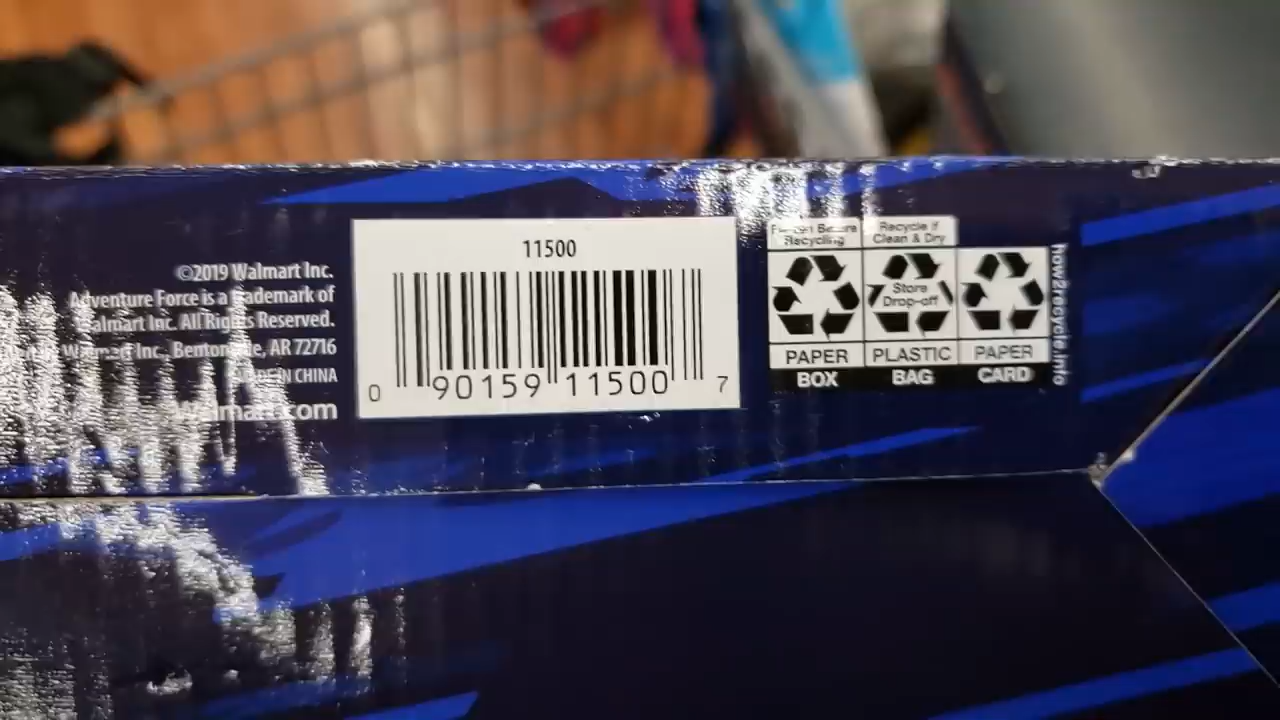 ©2019 Walmart Inc.
Adventure Force is a trademark of
Walmart Inc. All Rights Reserved.
Walmart Inc., Bentonville, AR 72716
MADE IN CHINA
Walmart.com
11500
0 90159 11500 7
Recycle if
Clean & Dry
Recycling
Store
Drop-off
PAPER PLASTIC PAPER
BOX BAG CARD
how2recycle.info